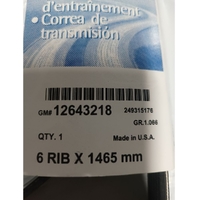 d'entraînement
• Correa de
transmisión
GM# 12643218 249315176
GR.1.066
QTY. 1 Made in U.S.A.
6 RIB X 1465 mm